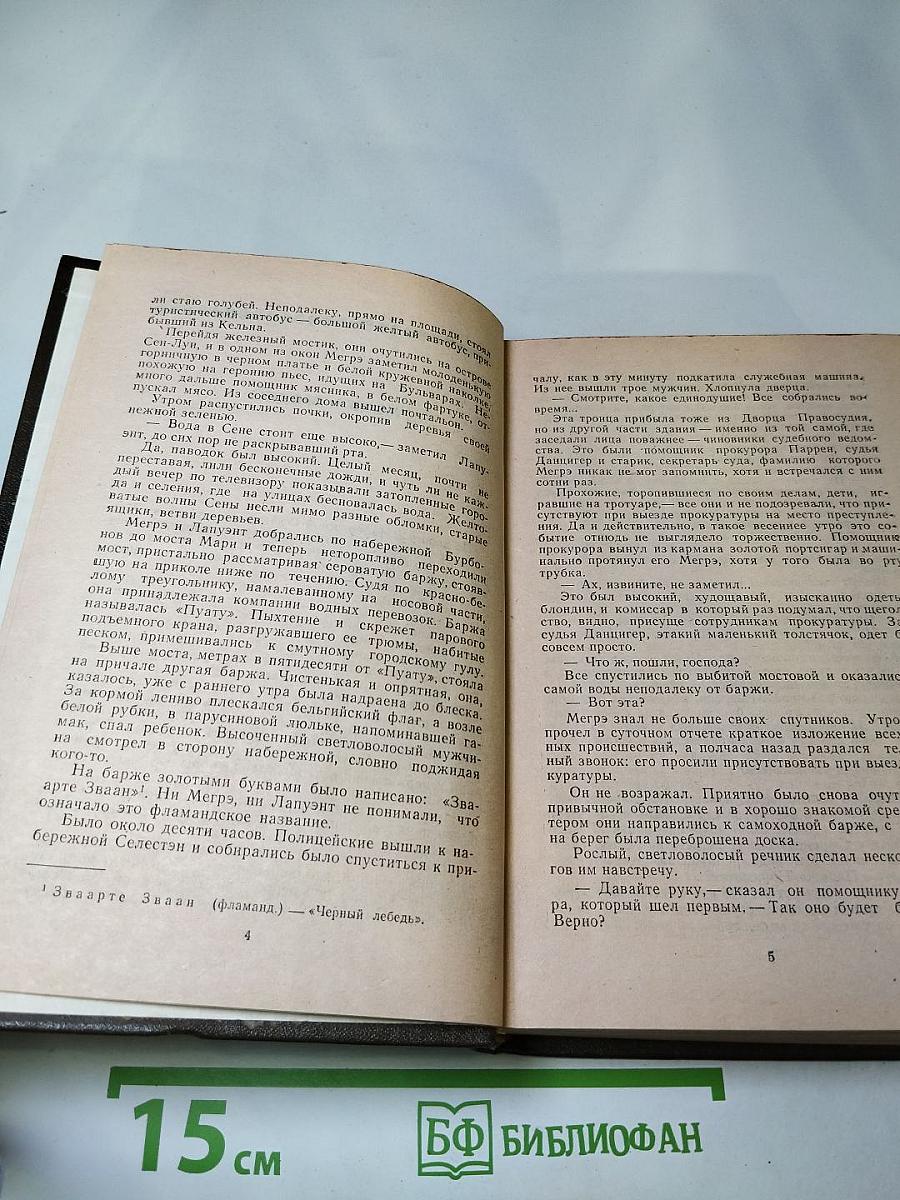 ли стаю голубей. Неподалеку, прямо на площади, стоял
туристический автобус — большой желтый автобус, при-
бывший из Кельна.
Перейдя железный мостик, они очутились на острове
Сен-Луи, и в одном из окон Мегрэ заметил молоденькую
горничную в черном платье и белой кружевной наколке,
похожую на героиню пьес, идущих на Бульварах. Не-
много дальше помощник мясника, в белом фартуке, от-
пускал мясо. Из соседнего дома вышел почтальон.
Утром распустились почки, окропив деревья своей
нежной зеленью.
— Вода в Сене стоит еще высоко,— заметил Лапу-
энт, до сих пор не раскрывавший рта.
Да, паводок был высокий. Целый месяц, почти не
переставая, лили бесконечные дожди, и чуть ли не каж-
дый вечер по телевизору показывали затопленные горо-
да и селения, где на улицах бесновалась вода. Желто-
ватые волны Сены несли мимо разные обломки, старые
ящики, ветви деревьев.
Мегрэ и Лапуэнт добрались по набережной Бурбо-
нов до моста Мари и теперь неторопливо переходили
мост, пристально рассматривая сероватую баржу, стояв-
шую на приколе ниже по течению. Судя по красно-бе-
лому треугольнику, намалеванному на носовой части,
она принадлежала компании водных перевозок. Баржа
называлась «Пуату». Пыхтение и скрежет парового
подъемного крана, разгружавшего ее трюмы, набитые
песком, примешивались к смутному городскому гулу.
Выше моста, метрах в пятидесяти от «Пуату», стояла
на причале другая баржа. Чистенькая и опрятная, она,
казалось, уже с раннего утра была надраена до блеска.
За кормой лениво плескался бельгийский флаг, а возле
белой рубки, в парусиновой люльке, напоминавшей га-
мак, спал ребенок. Высоченный светловолосый мужчи-
на смотрел в сторону набережной, словно поджидая
кого-то.
На барже золотыми буквами было написано: «Зва-
арте Зваан»¹. Ни Мегрэ, ни Лапуэнт не понимали, что
означало это фламандское название.
Было около десяти часов. Полицейские вышли к на-
бережной Селестэн и собирались было спуститься к при-
¹ Зваарте Зваан (фламанд.) — «Черный лебедь».
4
чалу, как в эту минуту подкатила служебная машина.
Из нее вышли трое мужчин. Хлопнула дверца.
— Смотрите, какое единодушие! Все собрались во-
время...
Эта троица прибыла тоже из Дворца Правосудия,
но из другой части здания — именно из той самой, где
заседали лица поважнее — чиновники судебного ведом-
ства. Это были помощник прокурора Паррен, судья
Данцигер и старик, секретарь суда, фамилию которого
Мегрэ никак не мог запомнить, хотя и встречался с ним
сотни раз.
Прохожие, торопившиеся по своим делам, дети, иг-
равшие на тротуаре,— все они и не подозревали, что при-
сутствуют при выезде прокуратуры на место преступле-
ния. Да и действительно, в такое весеннее утро это со-
бытие отнюдь не выглядело торжественно. Помощник
прокурора вынул из кармана золотой портсигар и маши-
нально протянул его Мегрэ, хотя у того была во рту
трубка.
— Ах, извините, не заметил...
Это был высокий, худощавый, изысканно одеты
блондин, и комиссар в который раз подумал, что щегол
ство, видно, присуще сотрудникам прокуратуры. За
судья Данцигер, этакий маленький толстячок, одет б
совсем просто.
— Что ж, пошли, господа?
Все спустились по выбитой мостовой и оказалис
самой воды неподалеку от баржи.
— Вот эта?
Мегрэ знал не больше своих спутников. Утро
прочел в суточном отчете краткое изложение всех
ных происшествий, а полчаса назад раздался тел
ный звонок: его просили присутствовать при выезд
куратуры.
Он не возражал. Приятно было снова очут
привычной обстановке и в хорошо знакомой сре
тером они направились к самоходной барже, с
на берег была переброшена доска.
Рослый, светловолосый речник сделал неско
гов им навстречу.
— Давайте руку,— сказал он помощнику
ра, который шел первым,— Так оно будет б
Верно?
5
15 см
БФ БИБЛИОФАН